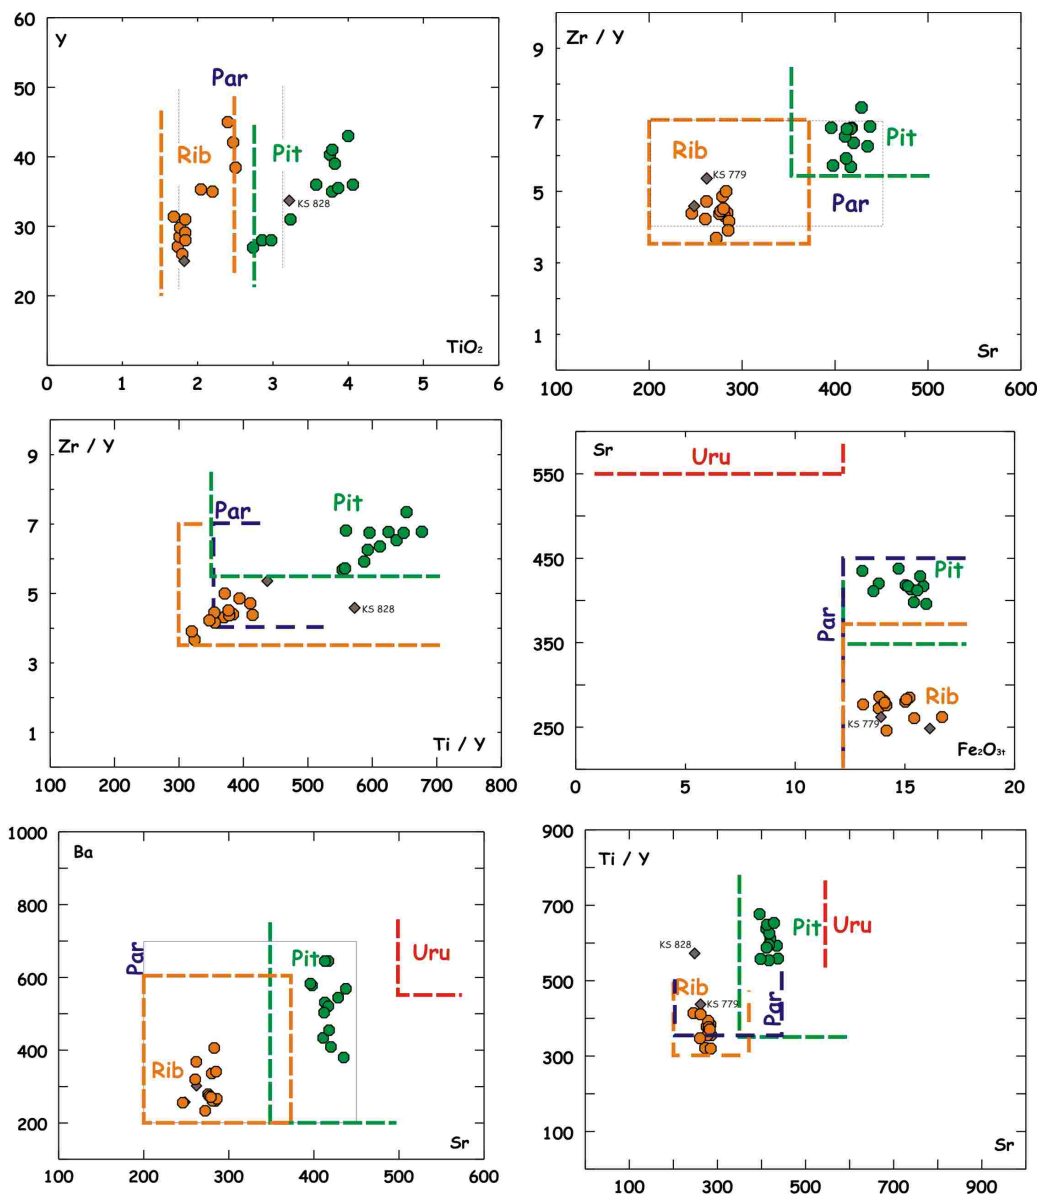 60
50
40
30
20
Y
Par
Rib
Pit
KS 828
TiO₂
0 1 2 3 4 5 6
9
7
5
3
1
Zr / Y
Rib
Pit
KS 779
Par
Sr
100 200 300 400 500 600
9
7
5
3
1
Zr / Y
Par
Pit
KS 828
Ti / Y
100 200 300 400 500 600 700 800
550
450
350
250
Sr
Uru
Par
Pit
Rib
KS 779
Fe₂O₃t
0 5 10 15 20
1000
800
600
400
200
Ba
Par
Pit
Uru
Rib
Sr
100 200 300 400 500 600
900
700
500
300
100
Ti / Y
Pit
Uru
KS 828
Rib
KS 779
Par
Sr
100 300 500 700 900